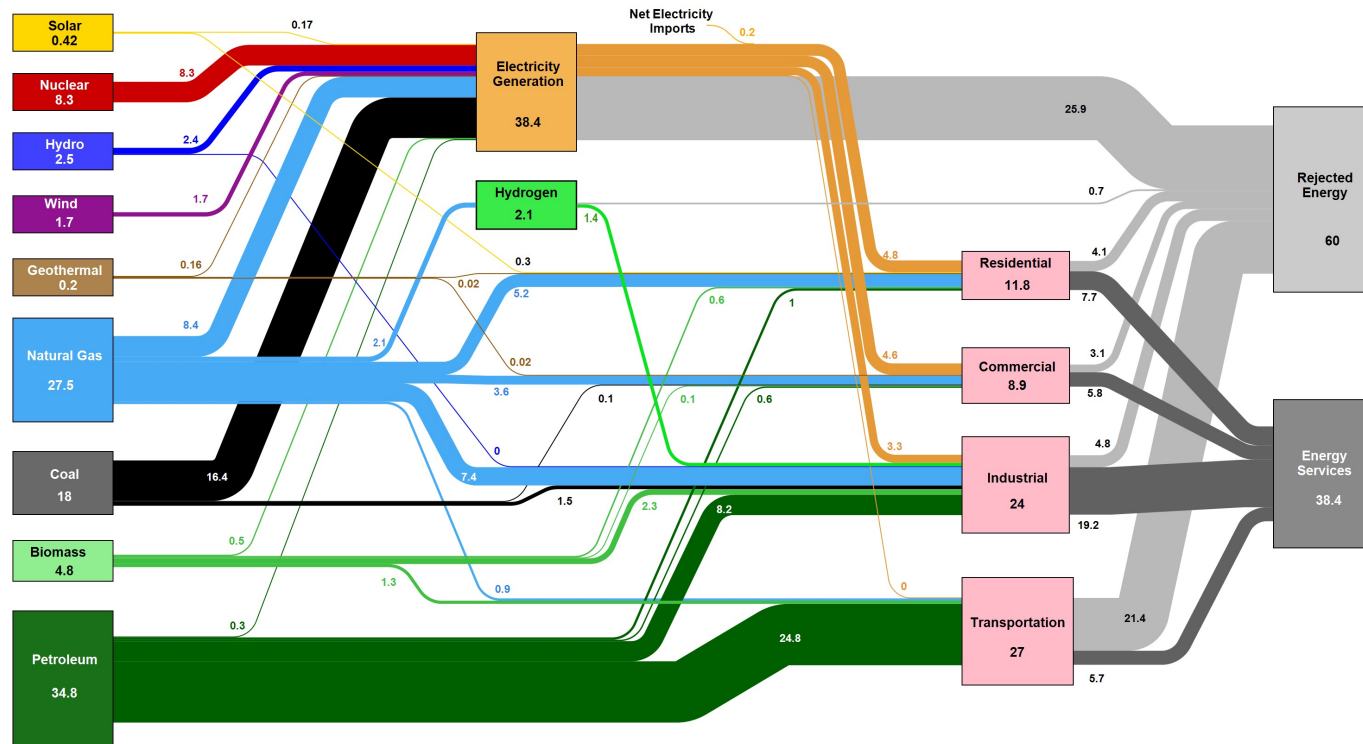 Net Electricity
Imports
0.2
Solar
0.42
0.17
Nuclear
8.3
8.3
Electricity
Generation
38.4
25.9
Hydro
2.5
2.4
Rejected
Energy
60
Wind
1.7
1.7
Hydrogen
2.1
1.4
0.7
Geothermal
0.2
0.16
0.02
0.3
5.2
0.6
1
4.8
Residential
11.8
4.1
7.7
Natural Gas
27.5
8.4
2.1
0.02
3.6
0.1
0.1
0.6
4.6
Commercial
8.9
3.1
5.8
Coal
18
16.4
0
7.4
1.5
2.3
8.2
3.3
Industrial
24
4.8
19.2
Energy
Services
38.4
Biomass
4.8
0.5
1.3
0.9
0
Petroleum
34.8
0.3
24.8
Transportation
27
21.4
5.7